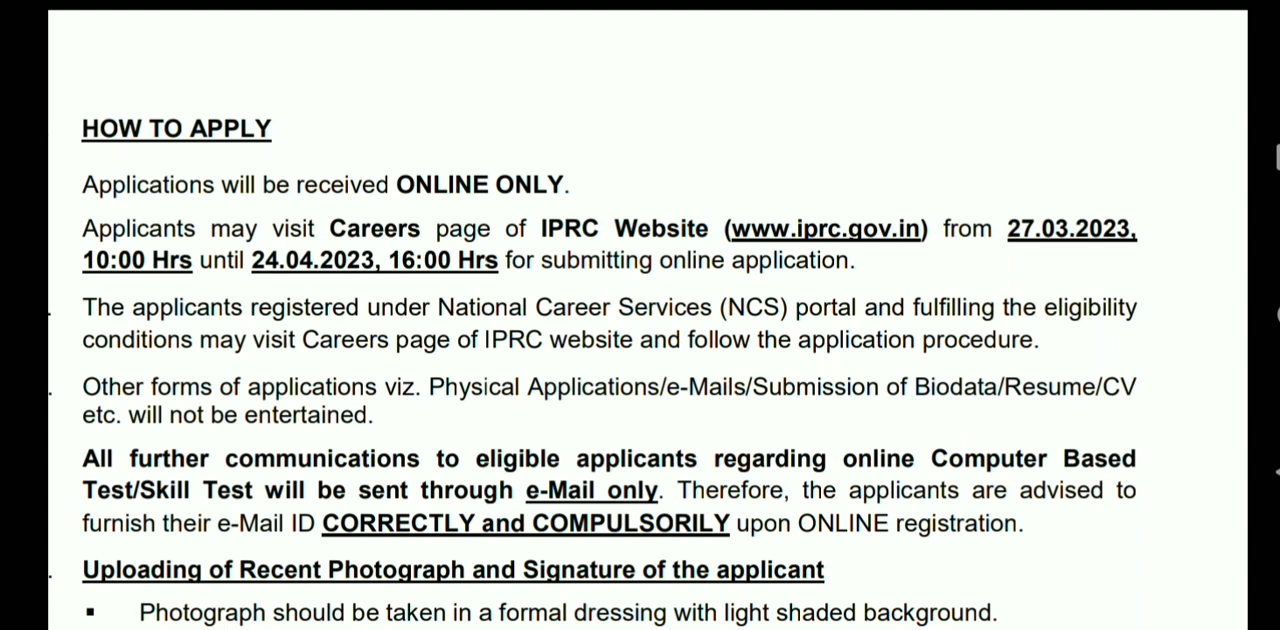 HOW TO APPLY
Applications will be received ONLINE ONLY.
Applicants may visit Careers page of IPRC Website (www.iprc.gov.in) from 27.03.2023,
10:00 Hrs until 24.04.2023, 16:00 Hrs for submitting online application.
The applicants registered under National Career Services (NCS) portal and fulfilling the eligibility
conditions may visit Careers page of IPRC website and follow the application procedure.
Other forms of applications viz. Physical Applications/e-Mails/Submission of Biodata/Resume/CV
etc. will not be entertained.
All further communications to eligible applicants regarding online Computer Based
Test/Skill Test will be sent through e-Mail only. Therefore, the applicants are advised to
furnish their e-Mail ID CORRECTLY and COMPULSORILY upon ONLINE registration.
Uploading of Recent Photograph and Signature of the applicant
▪ Photograph should be taken in a formal dressing with light shaded background.